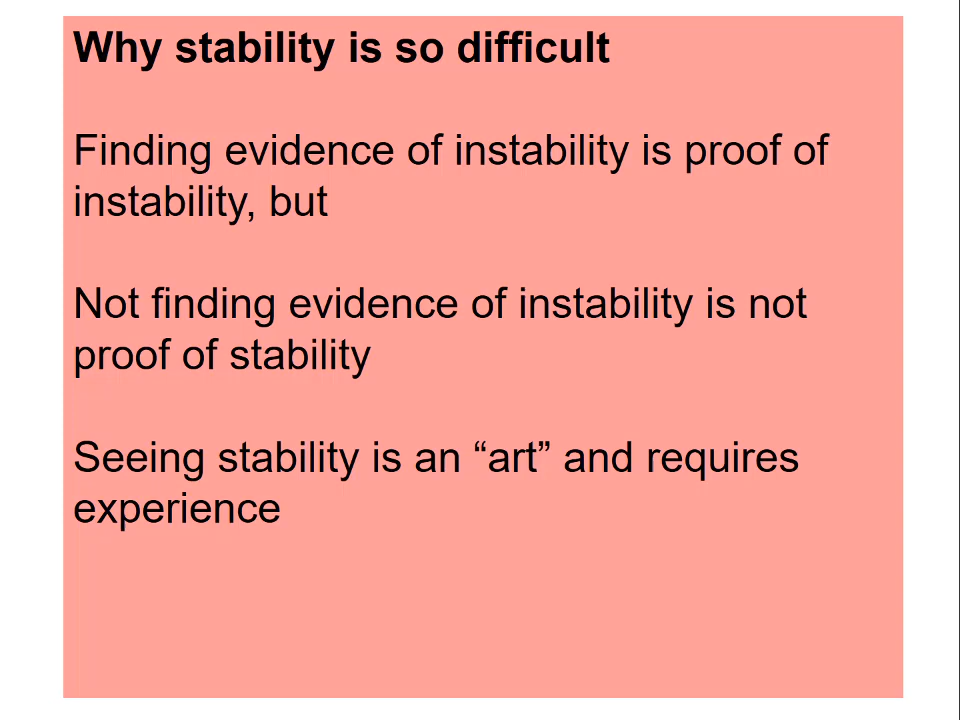 Why stability is so difficult
Finding evidence of instability is proof of
instability, but
Not finding evidence of instability is not
proof of stability
Seeing stability is an “art” and requires
experience